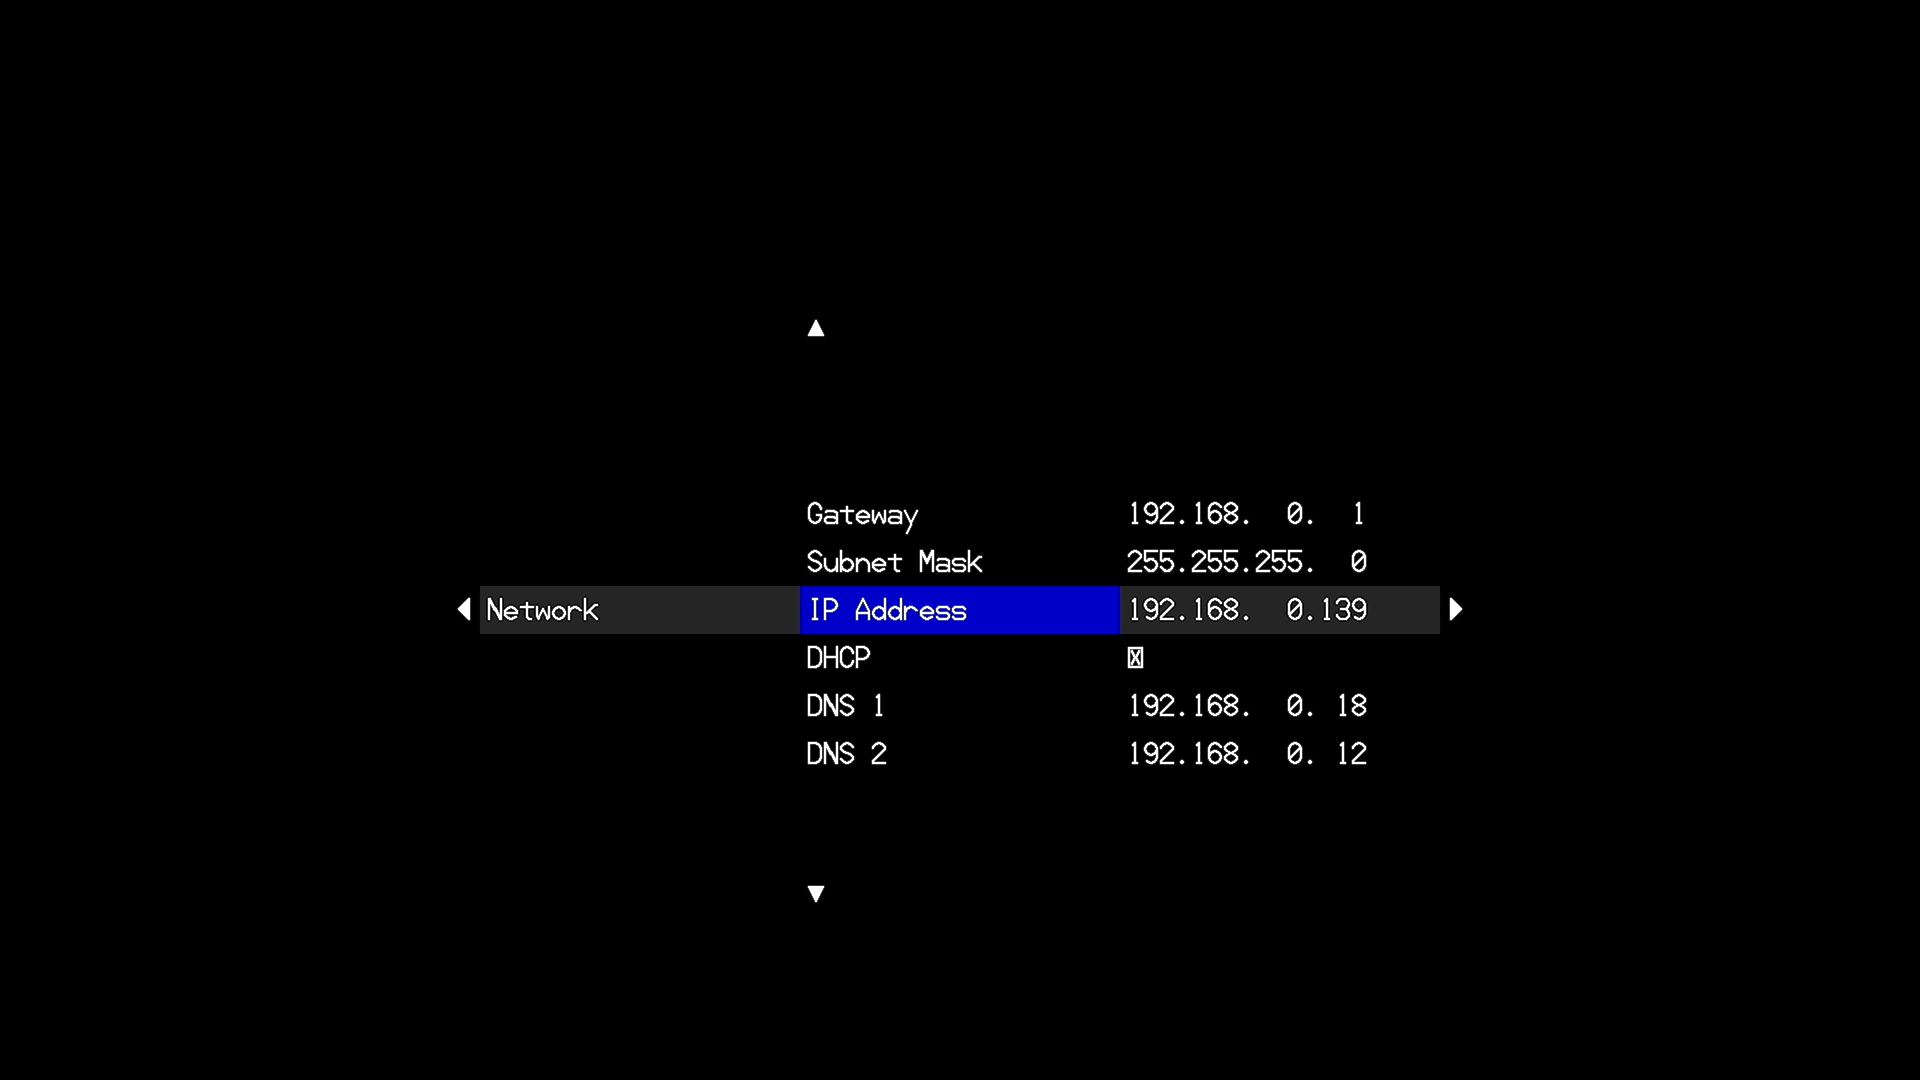 Gateway 192.168.  0.  1
Subnet Mask 255.255.255.  0
Network IP Address 192.168.  0.139
DHCP ☒
DNS 1 192.168.  0. 18
DNS 2 192.168.  0. 12